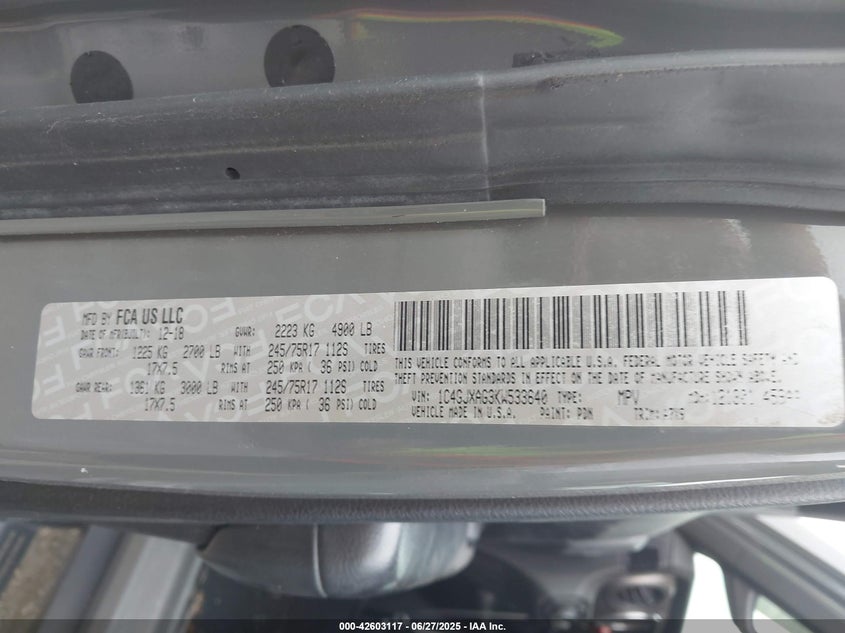 MFD BY FCA US LLC
DATE OF MFR(BUILT): 12-18 GVWR: 2223 KG 4900 LB
GAWR FRONT: 1225 KG 2700 LB WITH 245/75R17 112S TIRES
17X7.5 RIMS AT 250 KPA ( 36 PSI) COLD
GAWR REAR: 1361 KG 3000 LB WITH 245/75R17 112S TIRES
17X7.5 RIMS AT 250 KPA ( 36 PSI) COLD
THIS VEHICLE CONFORMS TO ALL APPLICABLE U.S.A. FEDERAL MOTOR VEHICLE SAFETY AND
THEFT PREVENTION STANDARDS IN EFFECT ON THE DATE OF MANUFACTURE SHOWN ABOVE.
VIN: 1C4GJXAG3KW533640 TYPE: MPV
VEHICLE MADE IN U.S.A. PAINT: PDN TRIM:
000-42603117 - 06/27/2025 - IAA Inc.